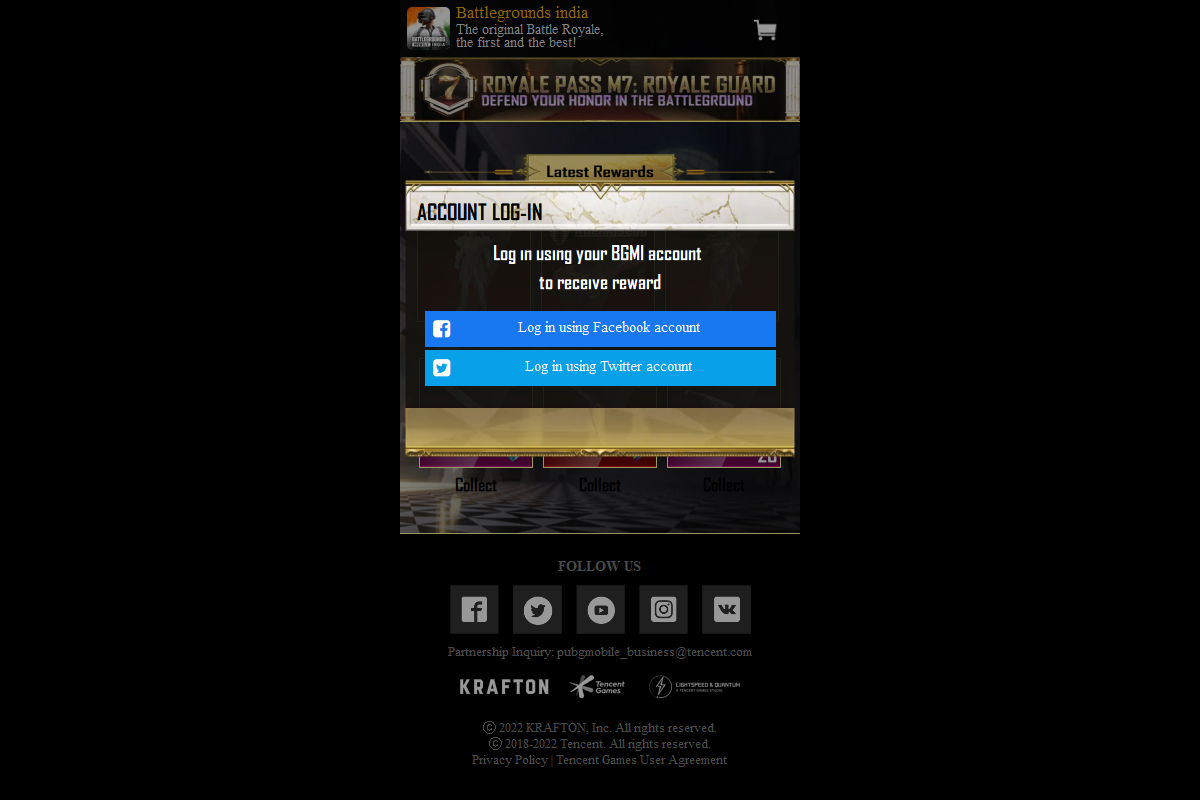 Battlegrounds india
The original Battle Royale,
the first and the best!
BATTLEGROUNDS
7
ROYALE PASS M7: ROYALE GUARD
DEFEND YOUR HONOR IN THE BATTLEGROUND
Latest Rewards
ACCOUNT LOG-IN
Log in using your BGMI account
to receive reward
Log in using Facebook account
Log in using Twitter account
Collect Collect Collect
FOLLOW US
Partnership Inquiry: pubgmobile_business@tencent.com
KRAFTON Tencent Games LIGHTSPEED & QUANTUM
A TENCENT GAMES STUDIO
ⓒ 2022 KRAFTON, Inc. All rights reserved.
ⓒ 2018-2022 Tencent. All rights reserved.
Privacy Policy | Tencent Games User Agreement